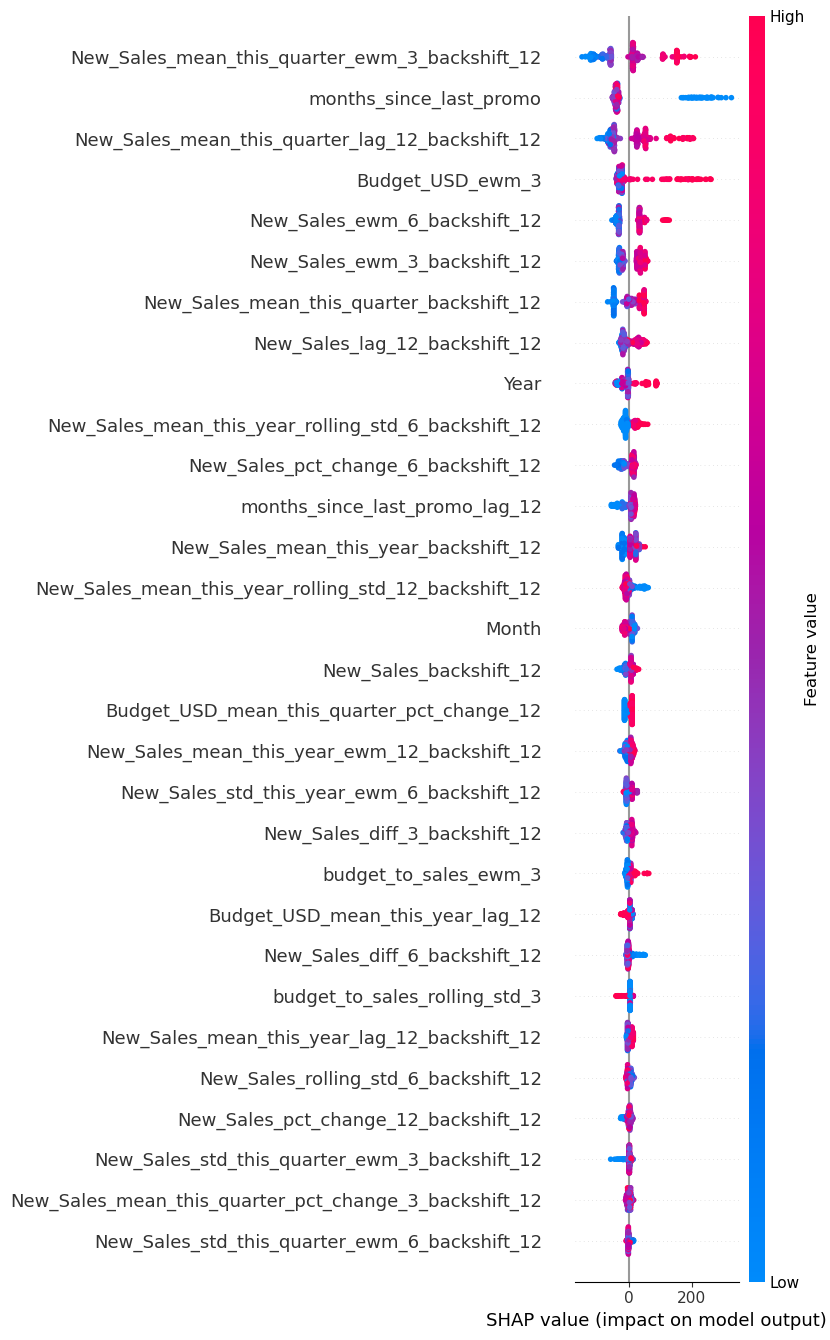 High
New_Sales_mean_this_quarter_ewm_3_backshift_12
months_since_last_promo
New_Sales_mean_this_quarter_lag_12_backshift_12
Budget_USD_ewm_3
New_Sales_ewm_6_backshift_12
New_Sales_ewm_3_backshift_12
New_Sales_mean_this_quarter_backshift_12
New_Sales_lag_12_backshift_12
Year
New_Sales_mean_this_year_rolling_std_6_backshift_12
New_Sales_pct_change_6_backshift_12
months_since_last_promo_lag_12
New_Sales_mean_this_year_backshift_12
New_Sales_mean_this_year_rolling_std_12_backshift_12
Month
New_Sales_backshift_12
Budget_USD_mean_this_quarter_pct_change_12
New_Sales_mean_this_year_ewm_12_backshift_12
New_Sales_std_this_year_ewm_6_backshift_12
New_Sales_diff_3_backshift_12
budget_to_sales_ewm_3
Budget_USD_mean_this_year_lag_12
New_Sales_diff_6_backshift_12
budget_to_sales_rolling_std_3
New_Sales_mean_this_year_lag_12_backshift_12
New_Sales_rolling_std_6_backshift_12
New_Sales_pct_change_12_backshift_12
New_Sales_std_this_quarter_ewm_3_backshift_12
New_Sales_mean_this_quarter_pct_change_3_backshift_12
New_Sales_std_this_quarter_ewm_6_backshift_12
Feature value
Low
0 200
SHAP value (impact on model output)